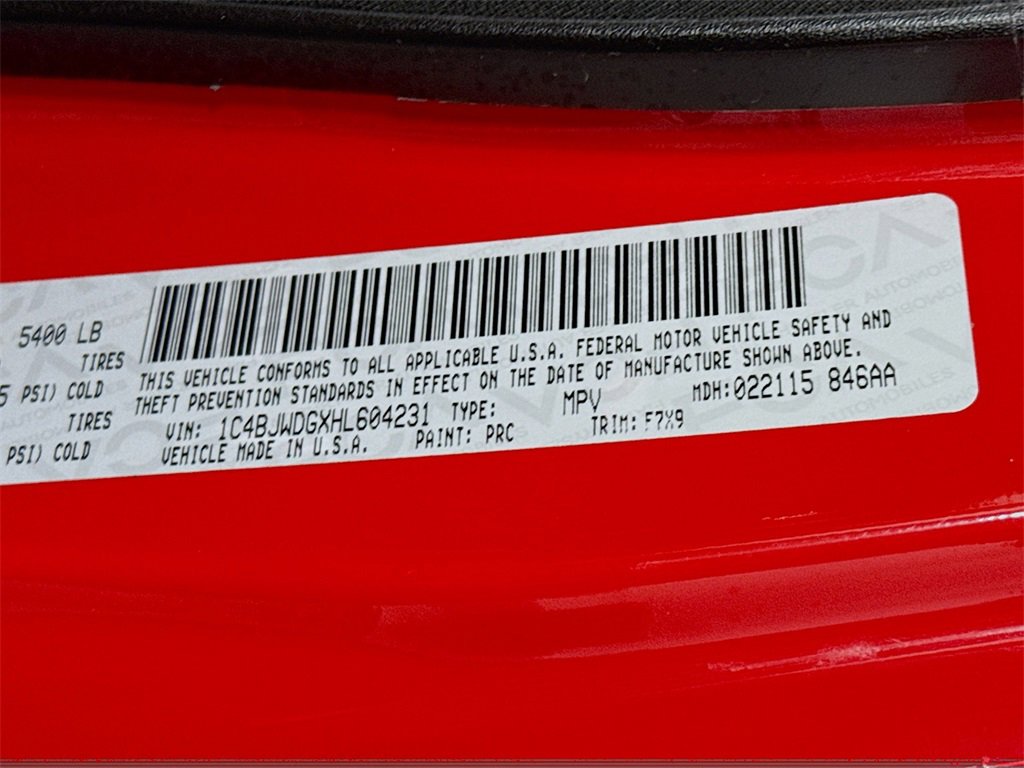 5400 LB
TIRES
THIS VEHICLE CONFORMS TO ALL APPLICABLE U.S.A. FEDERAL MOTOR VEHICLE SAFETY AND
5 PSI) COLD
THEFT PREVENTION STANDARDS IN EFFECT ON THE DATE OF MANUFACTURE SHOWN ABOVE.
TIRES
VIN: 1C4BJWDGXHL604231 TYPE: MPV MDH:022115 846AA
PSI) COLD
VEHICLE MADE IN U.S.A. PAINT: PRC TRIM: F7X9